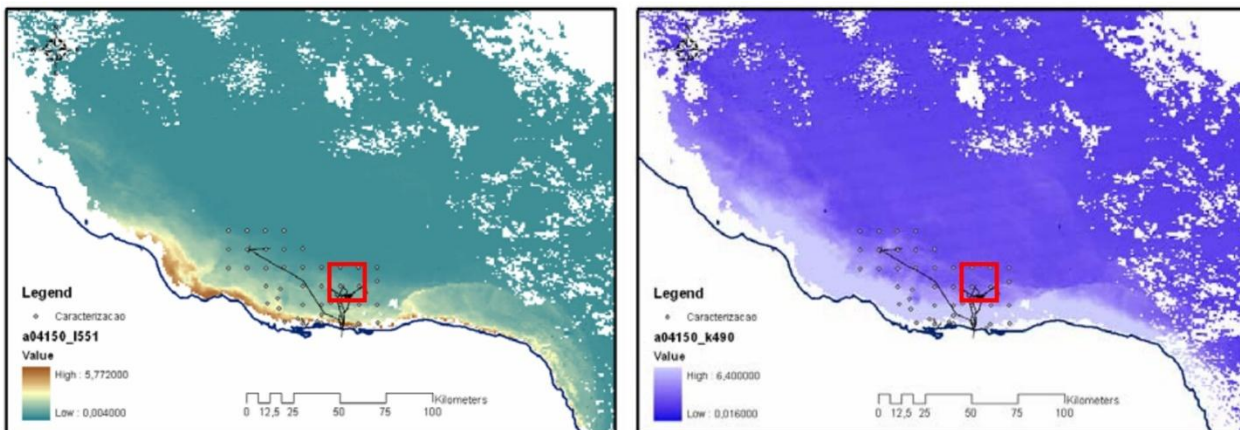 Legend
Caracterizacao
a04150_l551
Value
High : 5,772000
Low : 0,004000
Kilometers
0 12,5 25 50 75 100
Legend
Caracterizacao
a04150_k490
Value
High : 6,400000
Low : 0,016000
Kilometers
0 12,5 25 50 75 100